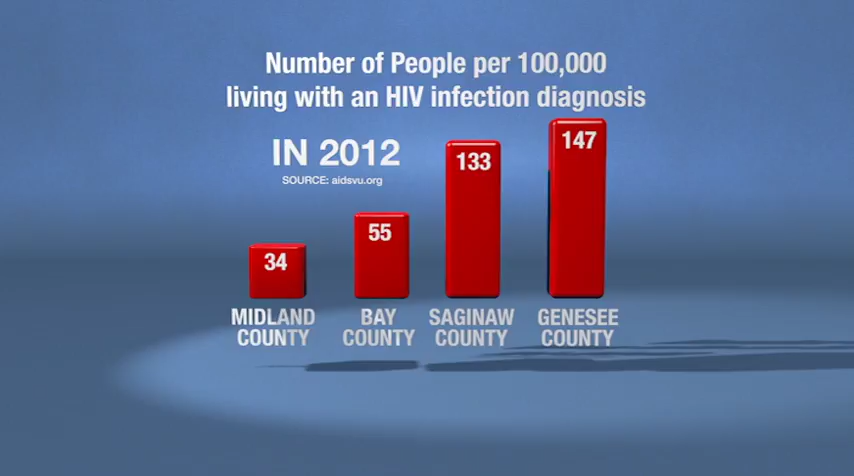 Number of People per 100,000
living with an HIV infection diagnosis
IN 2012
SOURCE: aidsvu.org
34
55
133
147
MIDLAND
COUNTY
BAY
COUNTY
SAGINAW
COUNTY
GENESEE
COUNTY